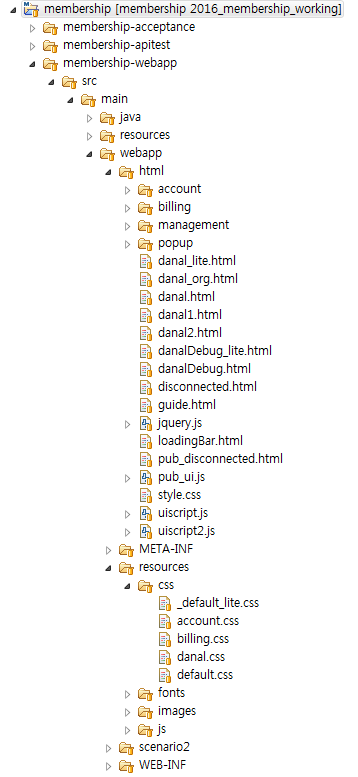 membership [membership 2016_membership_working]
membership-acceptance
membership-apitest
membership-webapp
src
main
java
resources
webapp
html
account
billing
management
popup
danal_lite.html
danal_org.html
danal.html
danal1.html
danal2.html
danalDebug_lite.html
danalDebug.html
disconnected.html
guide.html
jquery.js
loadingBar.html
pub_disconnected.html
pub_ui.js
style.css
uiscript.js
uiscript2.js
META-INF
resources
css
_default_lite.css
account.css
billing.css
danal.css
default.css
fonts
images
js
scenario2
WEB-INF